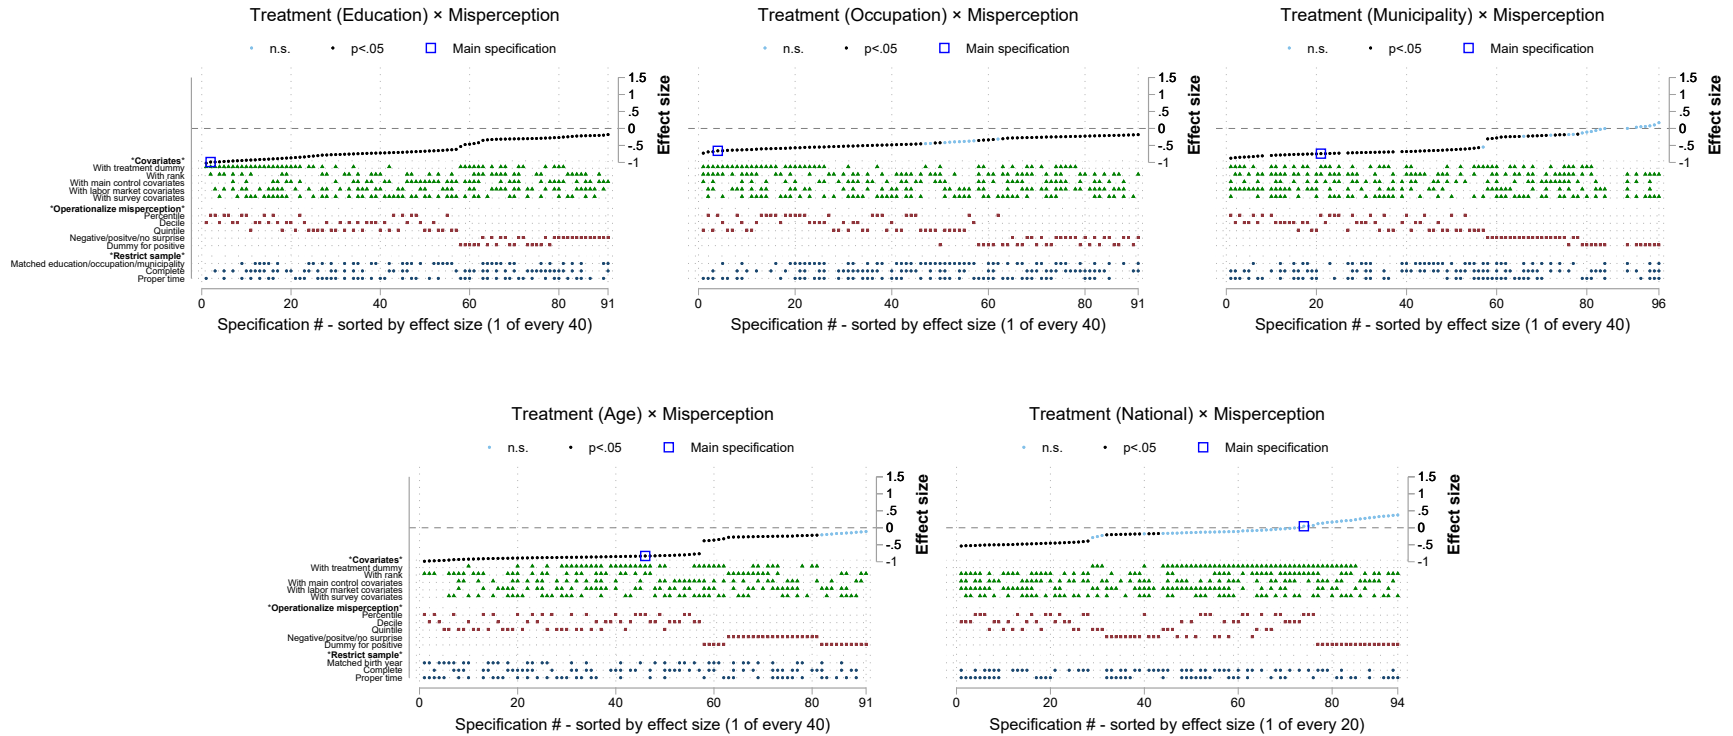 Treatment (Education) × Misperception
n.s.
p<.05
Main specification
1.5
1
.5
0
-.5
-1
Effect size
*Covariates*
With treatment dummy
With rank
With main control covariates
With labor market covariates
With survey covariates
*Operationalize misperception*
Percentile
Decile
Quintile
Negative/positve/no surprise
Dummy for positive
*Restrict sample*
Matched education/occupation/municipality
Complete
Proper time
0 20 40 60 80 91
Specification # - sorted by effect size (1 of every 40)
Treatment (Occupation) × Misperception
n.s.
p<.05
Main specification
1.5
1
.5
0
-.5
-1
Effect size
0 20 40 60 80 91
Specification # - sorted by effect size (1 of every 40)
Treatment (Municipality) × Misperception
n.s.
p<.05
Main specification
1.5
1
.5
0
-.5
-1
Effect size
0 20 40 60 80 96
Specification # - sorted by effect size (1 of every 40)
Treatment (Age) × Misperception
n.s.
p<.05
Main specification
1.5
1
.5
0
-.5
-1
Effect size
*Covariates*
With treatment dummy
With rank
With main control covariates
With labor market covariates
With survey covariates
*Operationalize misperception*
Percentile
Decile
Quintile
Negative/positve/no surprise
Dummy for positive
*Restrict sample*
Matched birth year
Complete
Proper time
0 20 40 60 80 91
Specification # - sorted by effect size (1 of every 40)
Treatment (National) × Misperception
n.s.
p<.05
Main specification
1.5
1
.5
0
-.5
-1
Effect size
0 20 40 60 80 94
Specification # - sorted by effect size (1 of every 20)